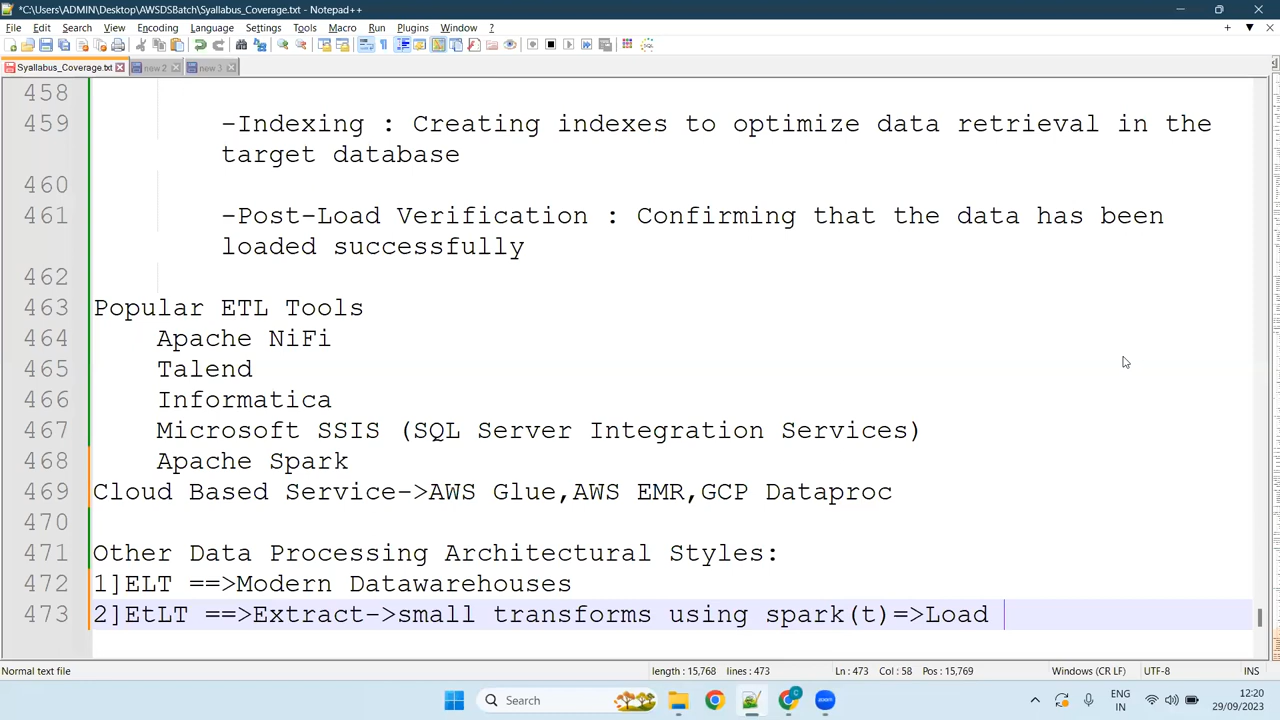 *C:\Users\ADMIN\Desktop\AWSDSBatch\Syallabus_Coverage.txt - Notepad++
File Edit Search View Encoding Language Settings Tools Macro Run Plugins Window ?
Syallabus_Coverage.txt new 2 new 3
458
459 -Indexing : Creating indexes to optimize data retrieval in the
target database
460
461 -Post-Load Verification : Confirming that the data has been
loaded successfully
462
463 Popular ETL Tools
464 Apache NiFi
465 Talend
466 Informatica
467 Microsoft SSIS (SQL Server Integration Services)
468 Apache Spark
469 Cloud Based Service->AWS Glue,AWS EMR,GCP Dataproc
470
471 Other Data Processing Architectural Styles:
472 1]ELT ==>Modern Datawarehouses
473 2]EtLT ==>Extract->small transforms using spark(t)=>Load
Normal text file length : 15,768 lines : 473 Ln : 473 Col : 58 Pos : 15,769 Windows (CR LF) UTF-8 INS
Search ENG IN 12:20 29/09/2023